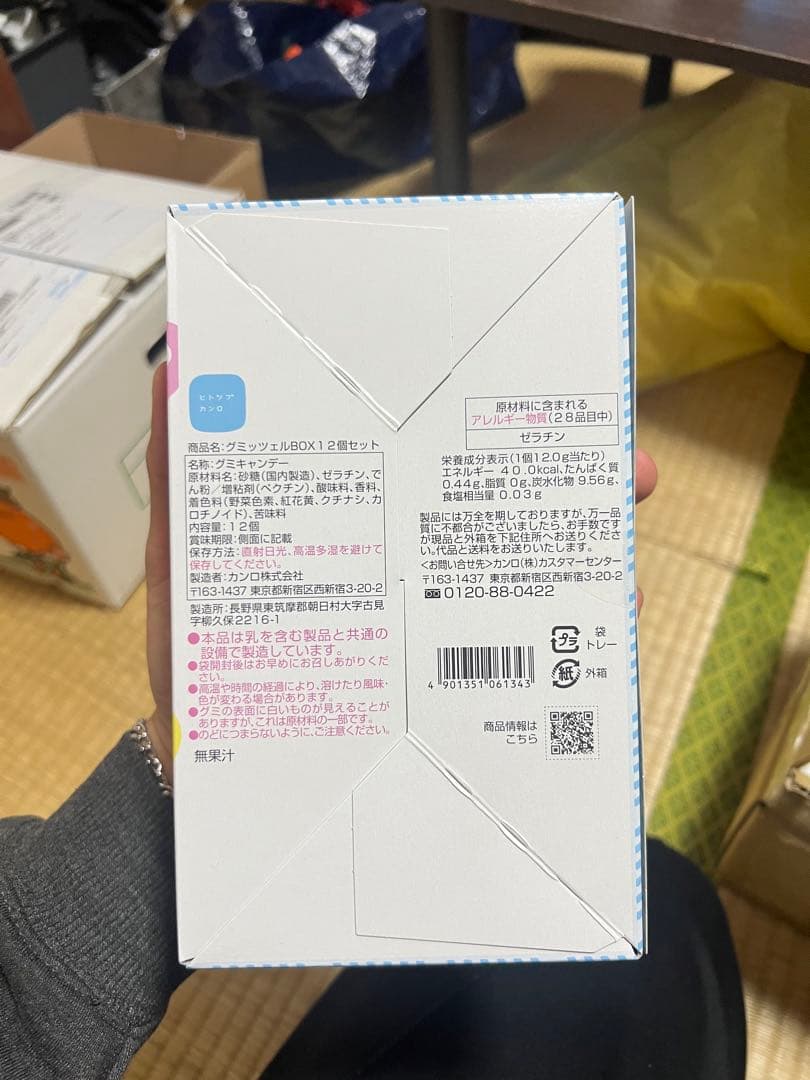 ヒトツブ
カンロ
商品名:グミッツェルBOX12個セット
名称:グミキャンデー
原材料名:砂糖(国内製造)、ゼラチン、で
ん粉/増粘剤(ペクチン)、酸味料、香料、
着色料(野菜色素、紅花黄、クチナシ、カ
ロチノイド)、苦味料
内容量:12個
賞味期限:側面に記載
保存方法:直射日光、高温多湿を避けて
保存してください。
製造者:カンロ株式会社
〒163-1437 東京都新宿区西新宿3-20-2
製造所:長野県東筑摩郡朝日村大字古見
字柳久保2216-1
●本品は乳を含む製品と共通の
設備で製造しています。
●袋開封後はお早めにお召しあがりくだ
さい。
●高温や時間の経過により、溶けたり風味・
色が変わる場合があります。
●グミの表面に白いものが見えることが
ありますが、これは原材料の一部です。
●のどにつまらないように、ご注意ください。
無果汁
原材料に含まれる
アレルギー物質(28品目中)
ゼラチン
栄養成分表示(1個12.0g当たり)
エネルギー 40.0kcal、たんぱく質
0.44g、脂質 0g、炭水化物 9.56g、
食塩相当量 0.03g
製品には万全を期しておりますが、万一品
質に不都合がございましたら、お手数です
が現品と外箱を下記住所へお送りくださ
い。代品と送料をお送りいたします。
<お問い合せ先>カンロ(株)カスタマーセンター
〒163-1437 東京都新宿区西新宿3-20-2
0120-88-0422
プラ 袋
トレー
紙 外箱
4 901351 061343
商品情報は
こちら